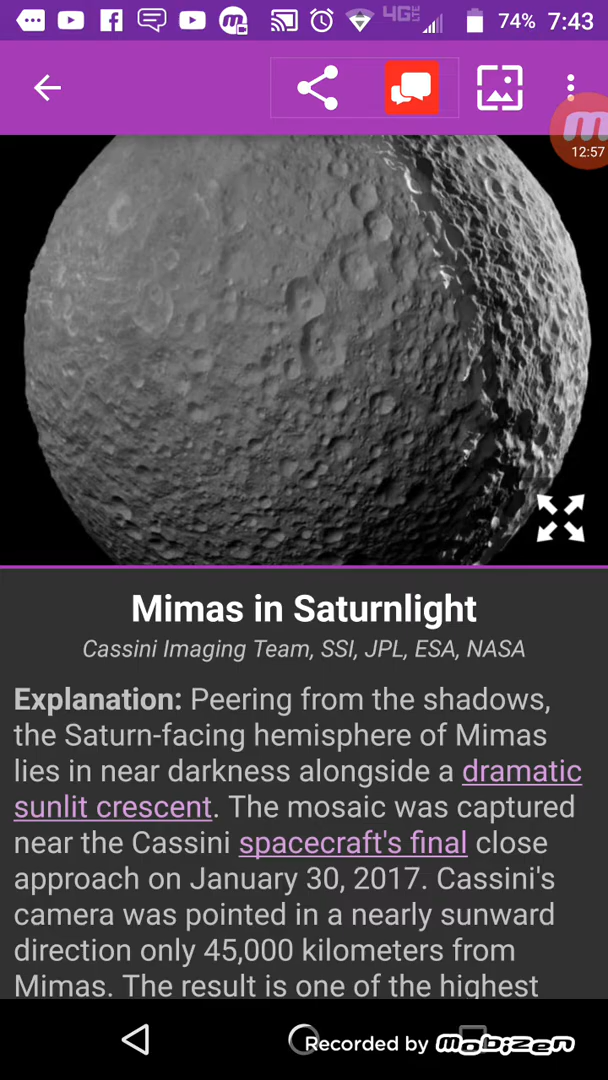 4G LTE 74% 7:43
12:57
Mimas in Saturnlight
Cassini Imaging Team, SSI, JPL, ESA, NASA
Explanation: Peering from the shadows,
the Saturn-facing hemisphere of Mimas
lies in near darkness alongside a dramatic
sunlit crescent. The mosaic was captured
near the Cassini spacecraft's final close
approach on January 30, 2017. Cassini's
camera was pointed in a nearly sunward
direction only 45,000 kilometers from
Mimas. The result is one of the highest
Recorded by mobizen